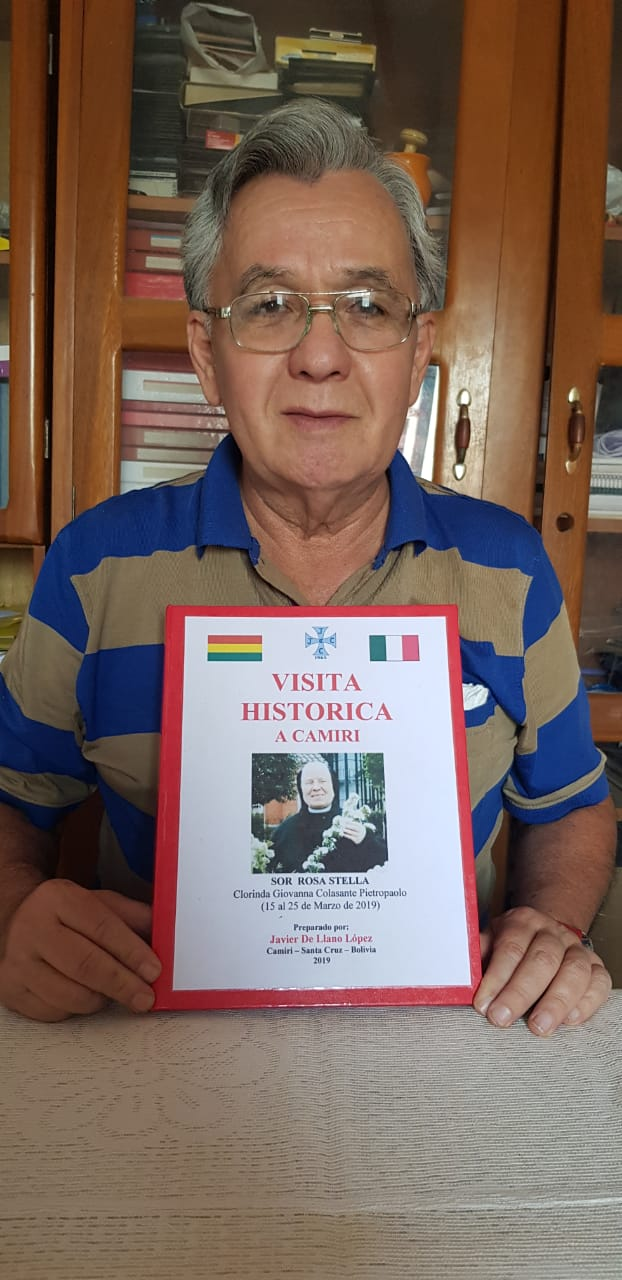 J
E C
C
1965
VISITA
HISTORICA
A CAMIRI
SOR ROSA STELLA
Clorinda Giovanna Colasante Pietropaolo
(15 al 25 de Marzo de 2019)
Preparado por:
Javier De Llano López
Camiri – Santa Cruz – Bolivia
2019